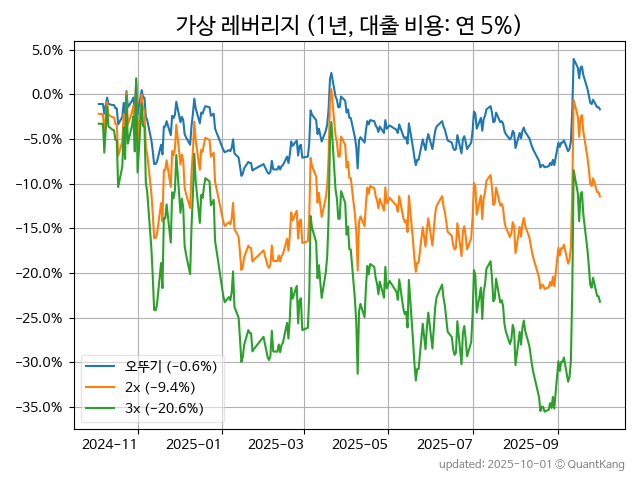 가상 레버리지 (1년, 대출 비용: 연 5%)
5.0%
0.0%
−5.0%
−10.0%
−15.0%
−20.0%
−25.0%
−30.0%
−35.0%
오뚜기 (−0.6%)
2x (−9.4%)
3x (−20.6%)
2024-11 2025-01 2025-03 2025-05 2025-07 2025-09
updated: 2025-10-01 © QuantKang